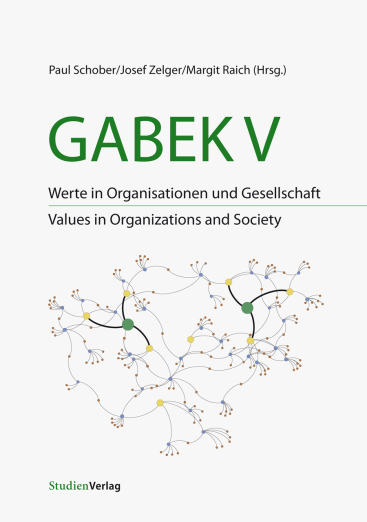 Paul Schober/Josef Zelger/Margit Raich (Hrsg.)
GABEK V
Werte in Organisationen und Gesellschaft
Values in Organizations and Society
StudienVerlag